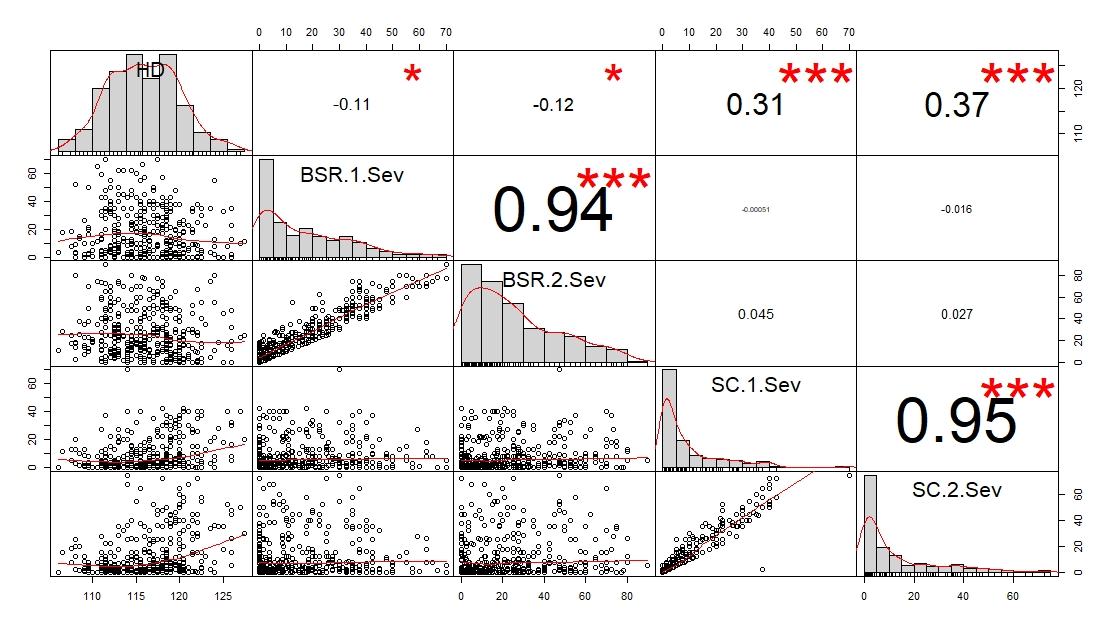 0 10 20 30 40 50 60 70 0 10 20 30 40 50 60 70
HD -0.11 * -0.12 * 0.31 *** 0.37 *** 110 120
0 20 40 60 BSR.1.Sev 0.94 *** -0.00051 -0.016
BSR.2.Sev 0.045 0.027 0 20 40 60 80
0 20 40 60 SC.1.Sev 0.95 ***
SC.2.Sev 0 20 40 60
110 115 120 125 0 20 40 60 80 0 20 40 60